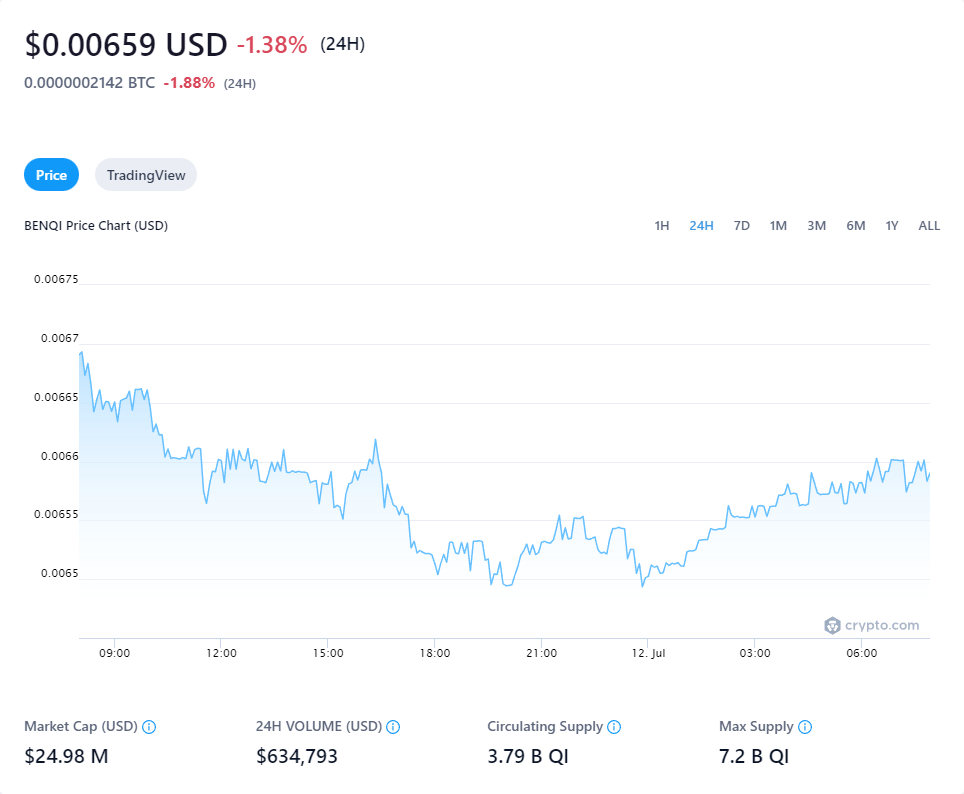 $0.00659 USD -1.38% (24H)
0.0000002142 BTC -1.88% (24H)
Price TradingView
BENQI Price Chart (USD) 1H 24H 7D 1M 3M 6M 1Y ALL
0.00675
0.0067
0.00665
0.0066
0.00655
0.0065
crypto.com
09:00 12:00 15:00 18:00 21:00 12. Jul 03:00 06:00
Market Cap (USD) 24H VOLUME (USD) Circulating Supply Max Supply
$24.98 M $634,793 3.79 B QI 7.2 B QI